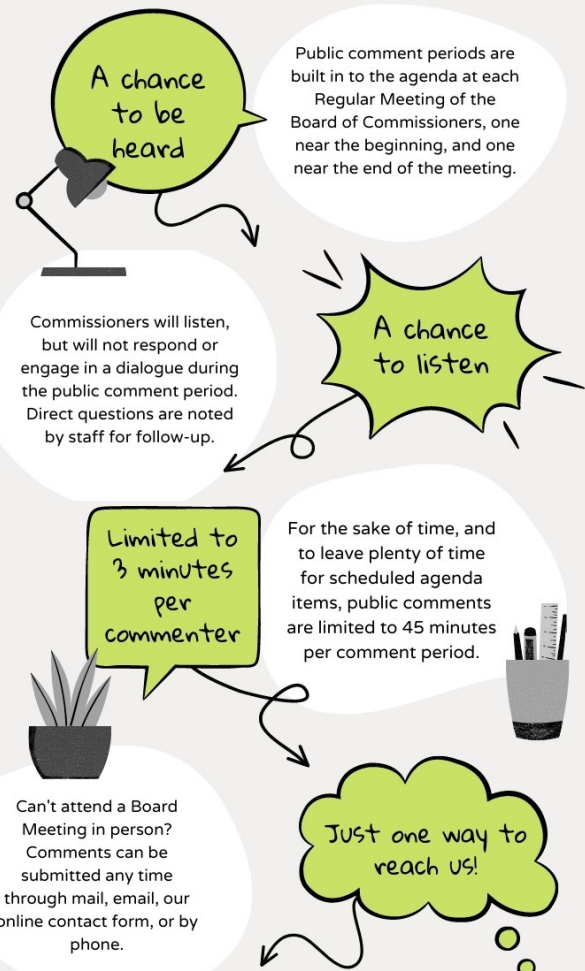 A chance
to be
heard
Public comment periods are
built in to the agenda at each
Regular Meeting of the
Board of Commissioners, one
near the beginning, and one
near the end of the meeting.
A chance
to listen
Commissioners will listen,
but will not respond or
engage in a dialogue during
the public comment period.
Direct questions are noted
by staff for follow-up.
Limited to
3 minutes
per
commenter
For the sake of time, and
to leave plenty of time
for scheduled agenda
items, public comments
are limited to 45 minutes
per comment period.
Just one way to
reach us!
Can't attend a Board
Meeting in person?
Comments can be
submitted any time
through mail, email, our
online contact form, or by
phone.